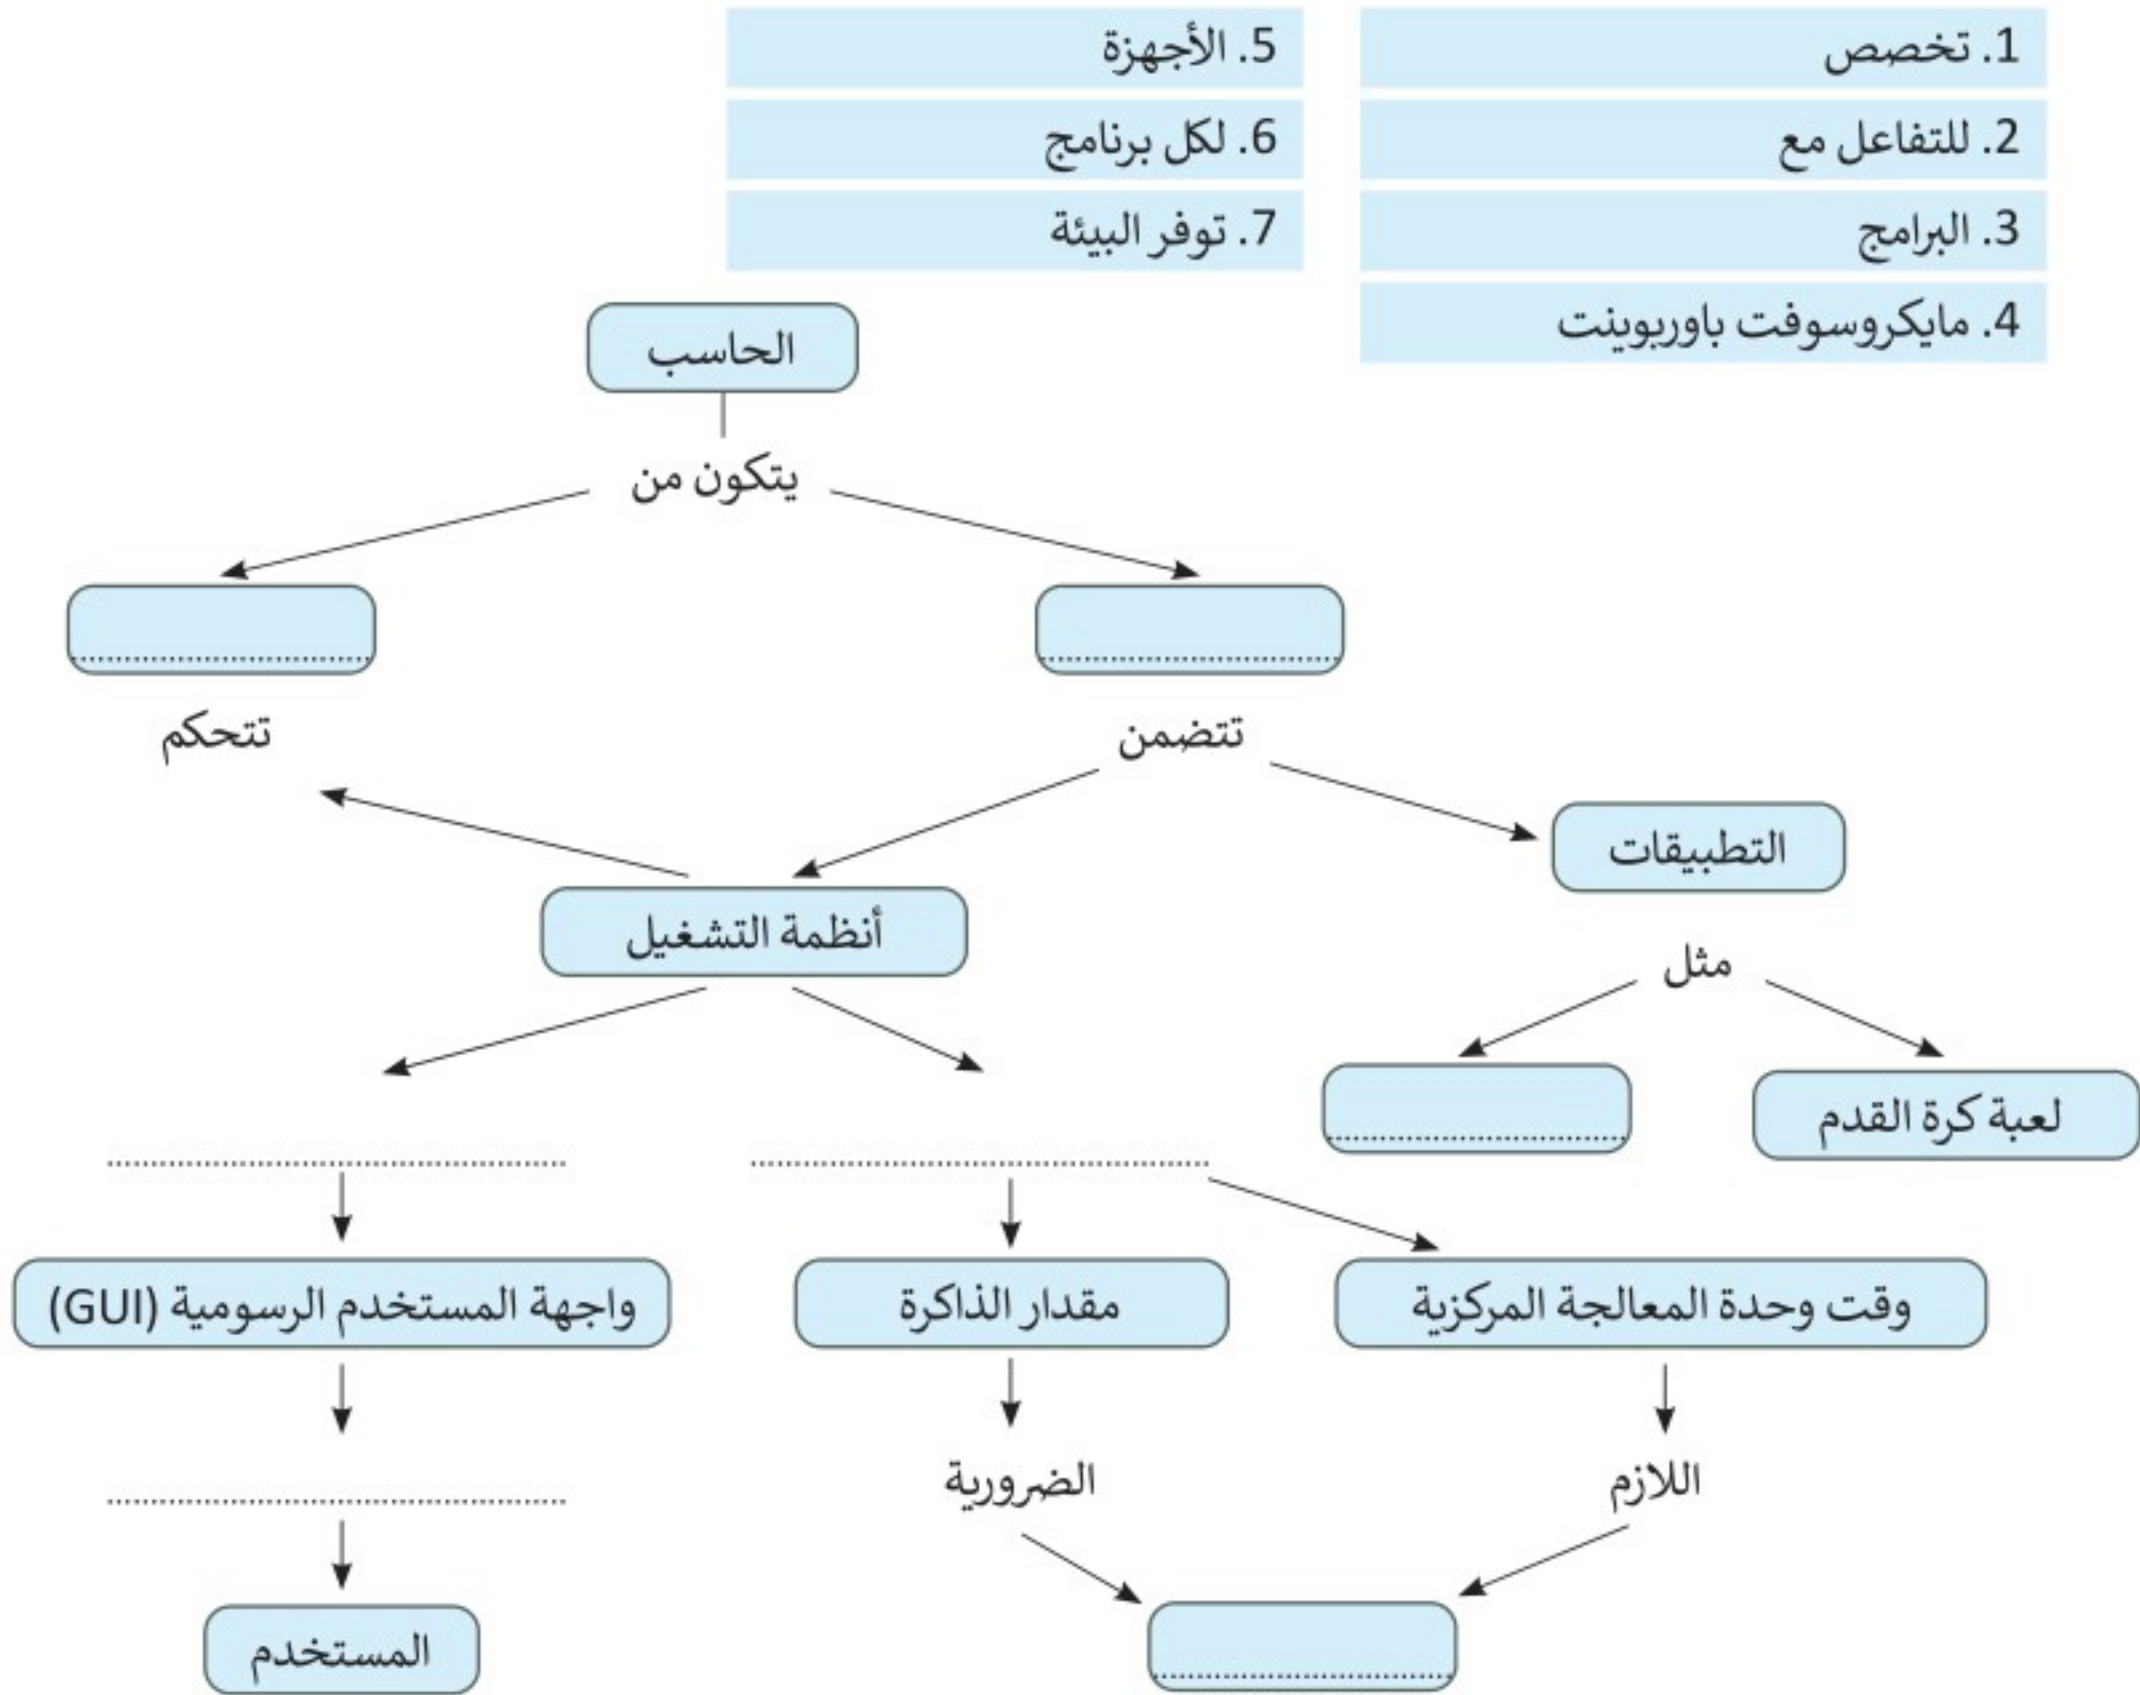 1. تخصص
2. للتفاعل مع
3. البرامج
4. مايكروسوفت باوربوينت
5. الأجهزة
6. لكل برنامج
7. توفر البيئة
الحاسب
يتكون من
تتضمن
تتحكم
التطبيقات
أنظمة التشغيل
مثل
لعبة كرة القدم
وقت وحدة المعالجة المركزية
مقدار الذاكرة
واجهة المستخدم الرسومية (GUI)
اللازم
الضرورية
المستخدم